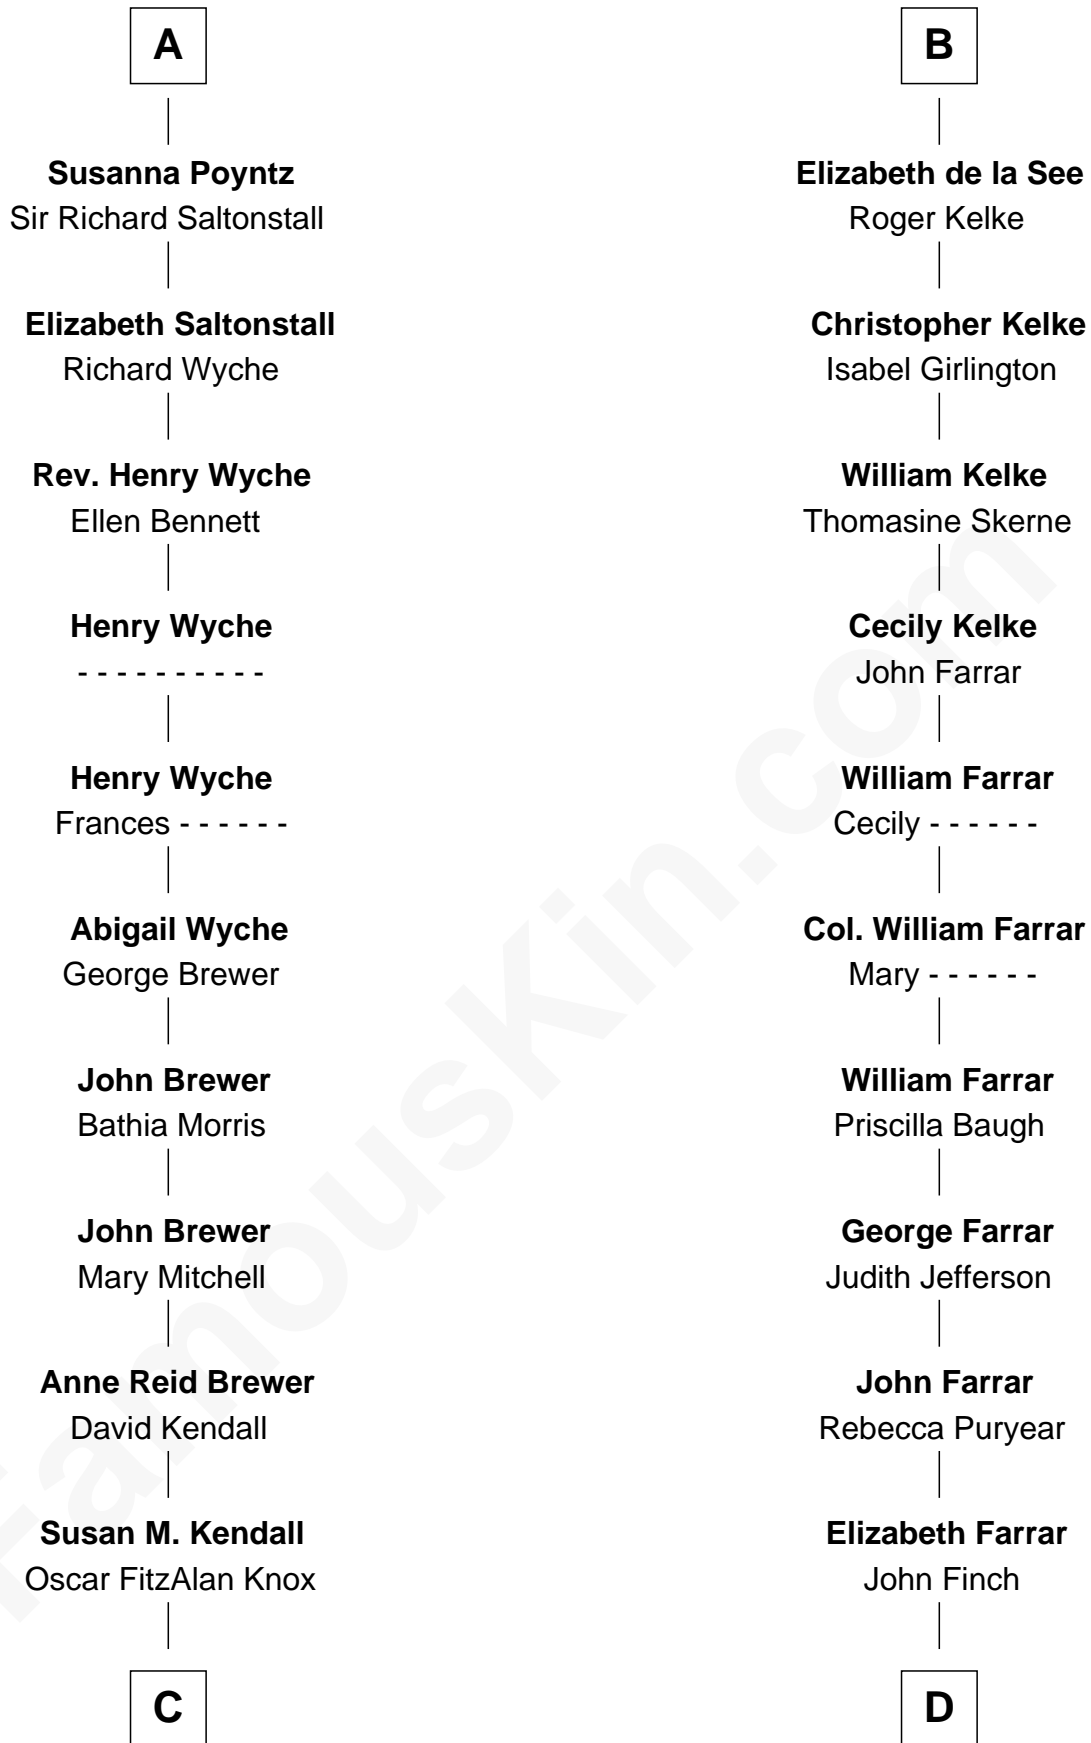 A
Susanna Poyntz
Sir Richard Saltonstall
Elizabeth Saltonstall
Richard Wyche
Rev. Henry Wyche
Ellen Bennett
Henry Wyche
- - - - - - - - - -
Henry Wyche
Frances - - - - - -
Abigail Wyche
George Brewer
John Brewer
Bathia Morris
John Brewer
Mary Mitchell
Anne Reid Brewer
David Kendall
Susan M. Kendall
Oscar FitzAlan Knox
C
B
Elizabeth de la See
Roger Kelke
Christopher Kelke
Isabel Girlington
William Kelke
Thomasine Skerne
Cecily Kelke
John Farrar
William Farrar
Cecily - - - - - -
Col. William Farrar
Mary - - - - - -
William Farrar
Priscilla Baugh
George Farrar
Judith Jefferson
John Farrar
Rebecca Puryear
Elizabeth Farrar
John Finch
D
FamousKin.com